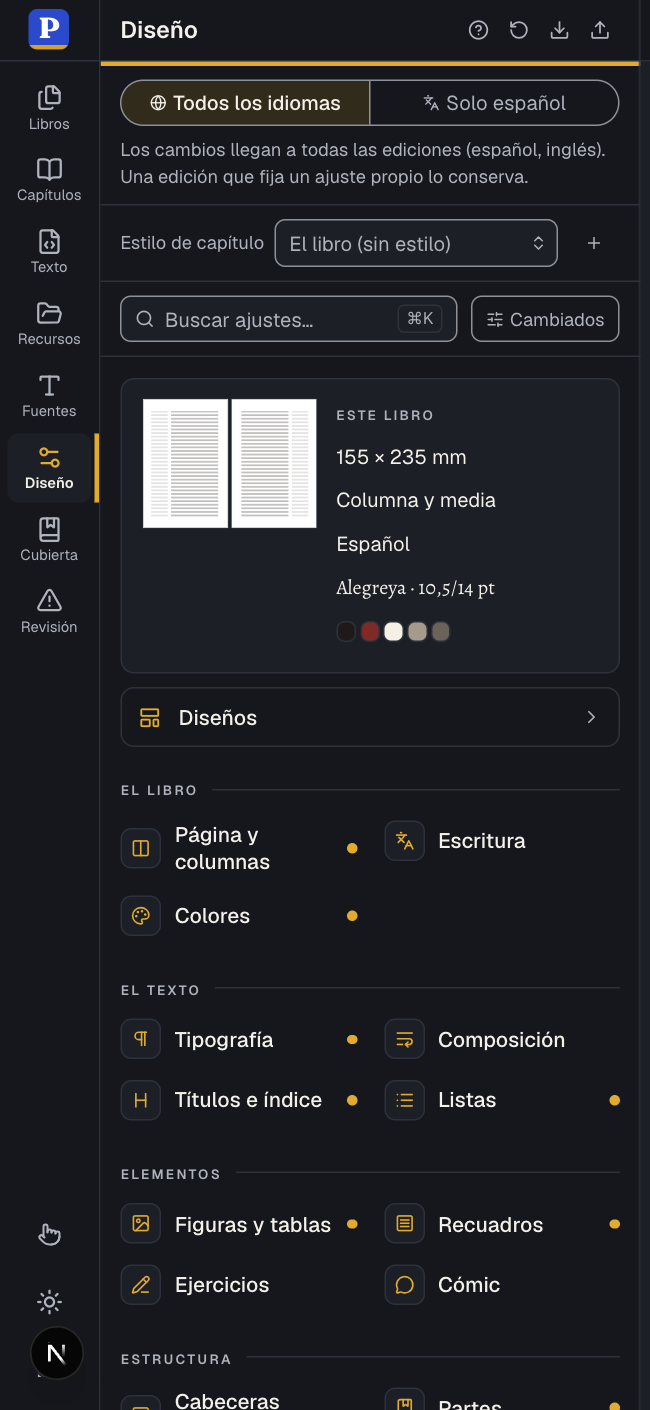 P
Diseño
Libros
Capítulos
Texto
Recursos
Fuentes
Diseño
Cubierta
Revisión
N
Todos los idiomas
Solo español
Los cambios llegan a todas las ediciones (español, inglés).
Una edición que fija un ajuste propio lo conserva.
Estilo de capítulo
El libro (sin estilo)
Buscar ajustes...
⌘K
Cambiados
ESTE LIBRO
155 × 235 mm
Columna y media
Español
Alegreya · 10,5/14 pt
Diseños
EL LIBRO
Página y
columnas
Escritura
Colores
EL TEXTO
Tipografía
Composición
Títulos e índice
Listas
ELEMENTOS
Figuras y tablas
Recuadros
Ejercicios
Cómic
ESTRUCTURA
Cabeceras
Partes